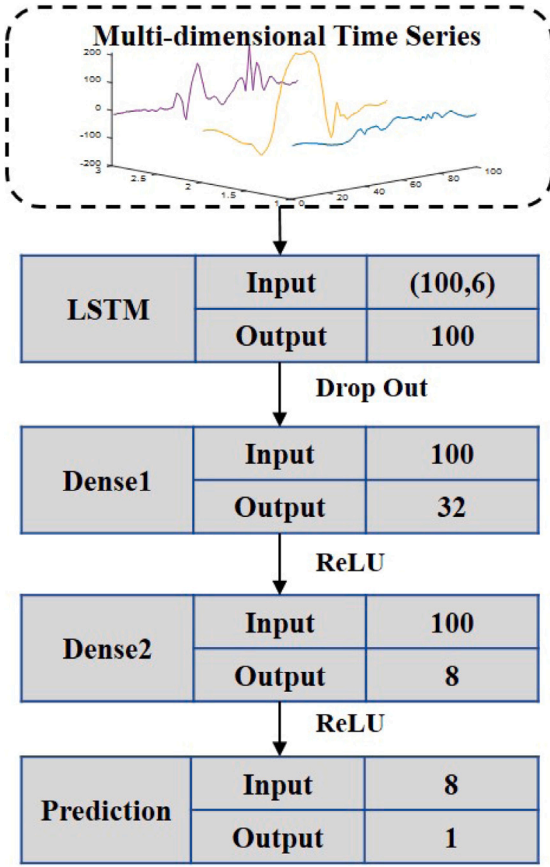 Multi-dimensional Time Series
200
100
0
-100
-200
3
2.5
2
1.5
1
0
20
40
60
80
100
LSTM
Input
(100,6)
Output
100
Drop Out
Dense1
Input
100
Output
32
ReLU
Dense2
Input
100
Output
8
ReLU
Prediction
Input
8
Output
1